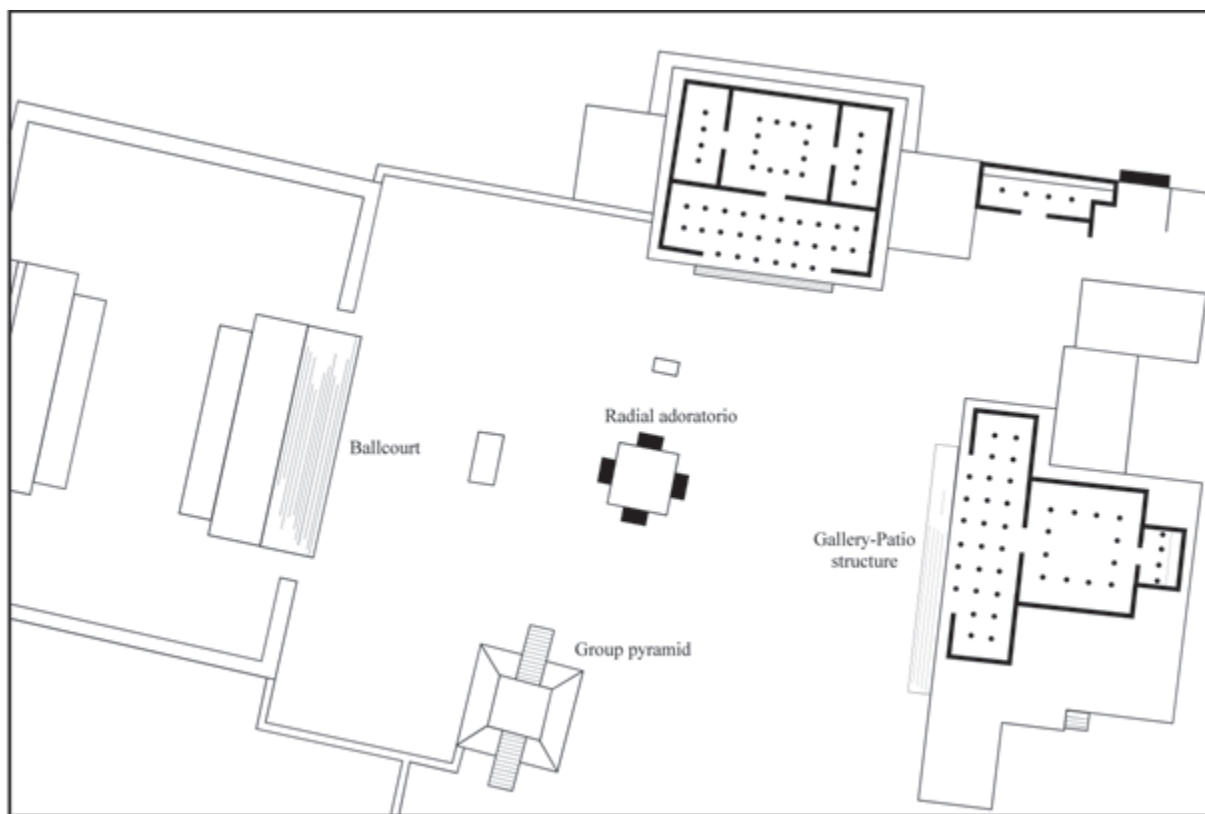 Radial adoratorio
Ballcourt
Gallery-Patio
structure
Group pyramid